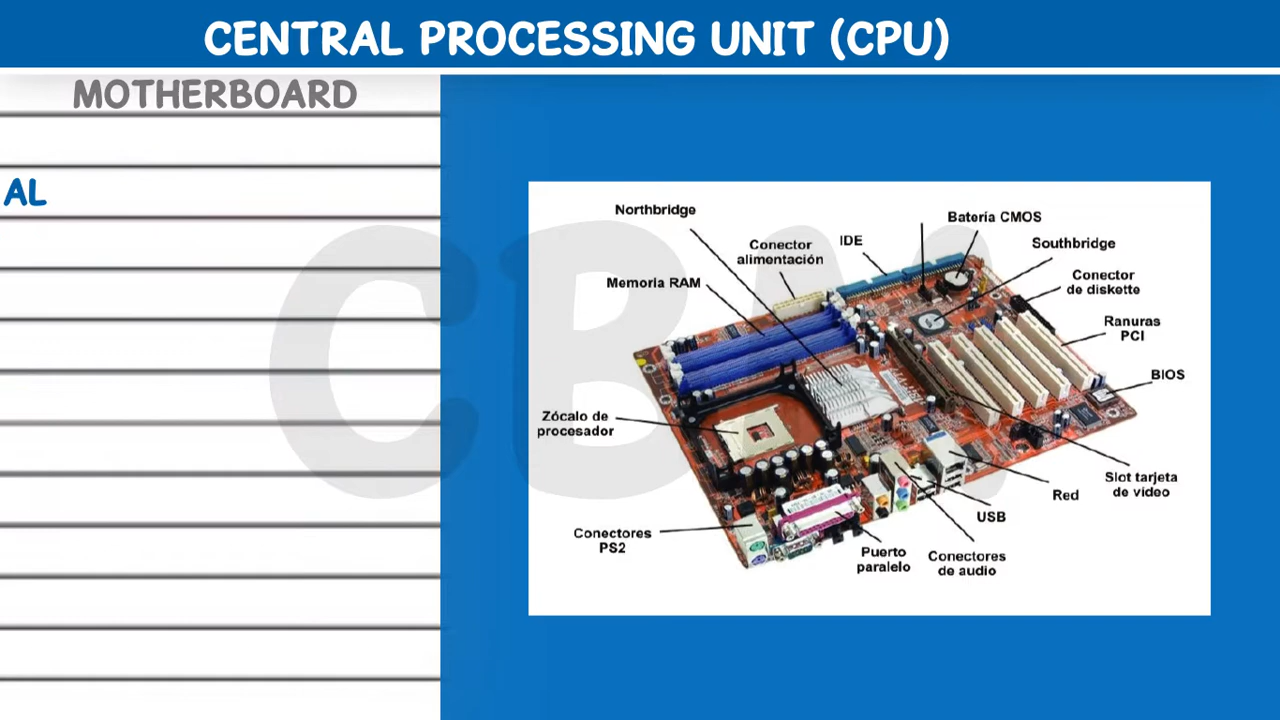 CENTRAL PROCESSING UNIT (CPU)
MOTHERBOARD
AL
Northbridge
Conector
alimentación
IDE
Batería CMOS
Southbridge
Memoria RAM
Conector
de diskette
Ranuras
PCI
BIOS
Zócalo de
procesador
Slot tarjeta
de vídeo
Red
USB
Conectores
PS2
Puerto
paralelo
Conectores
de audio